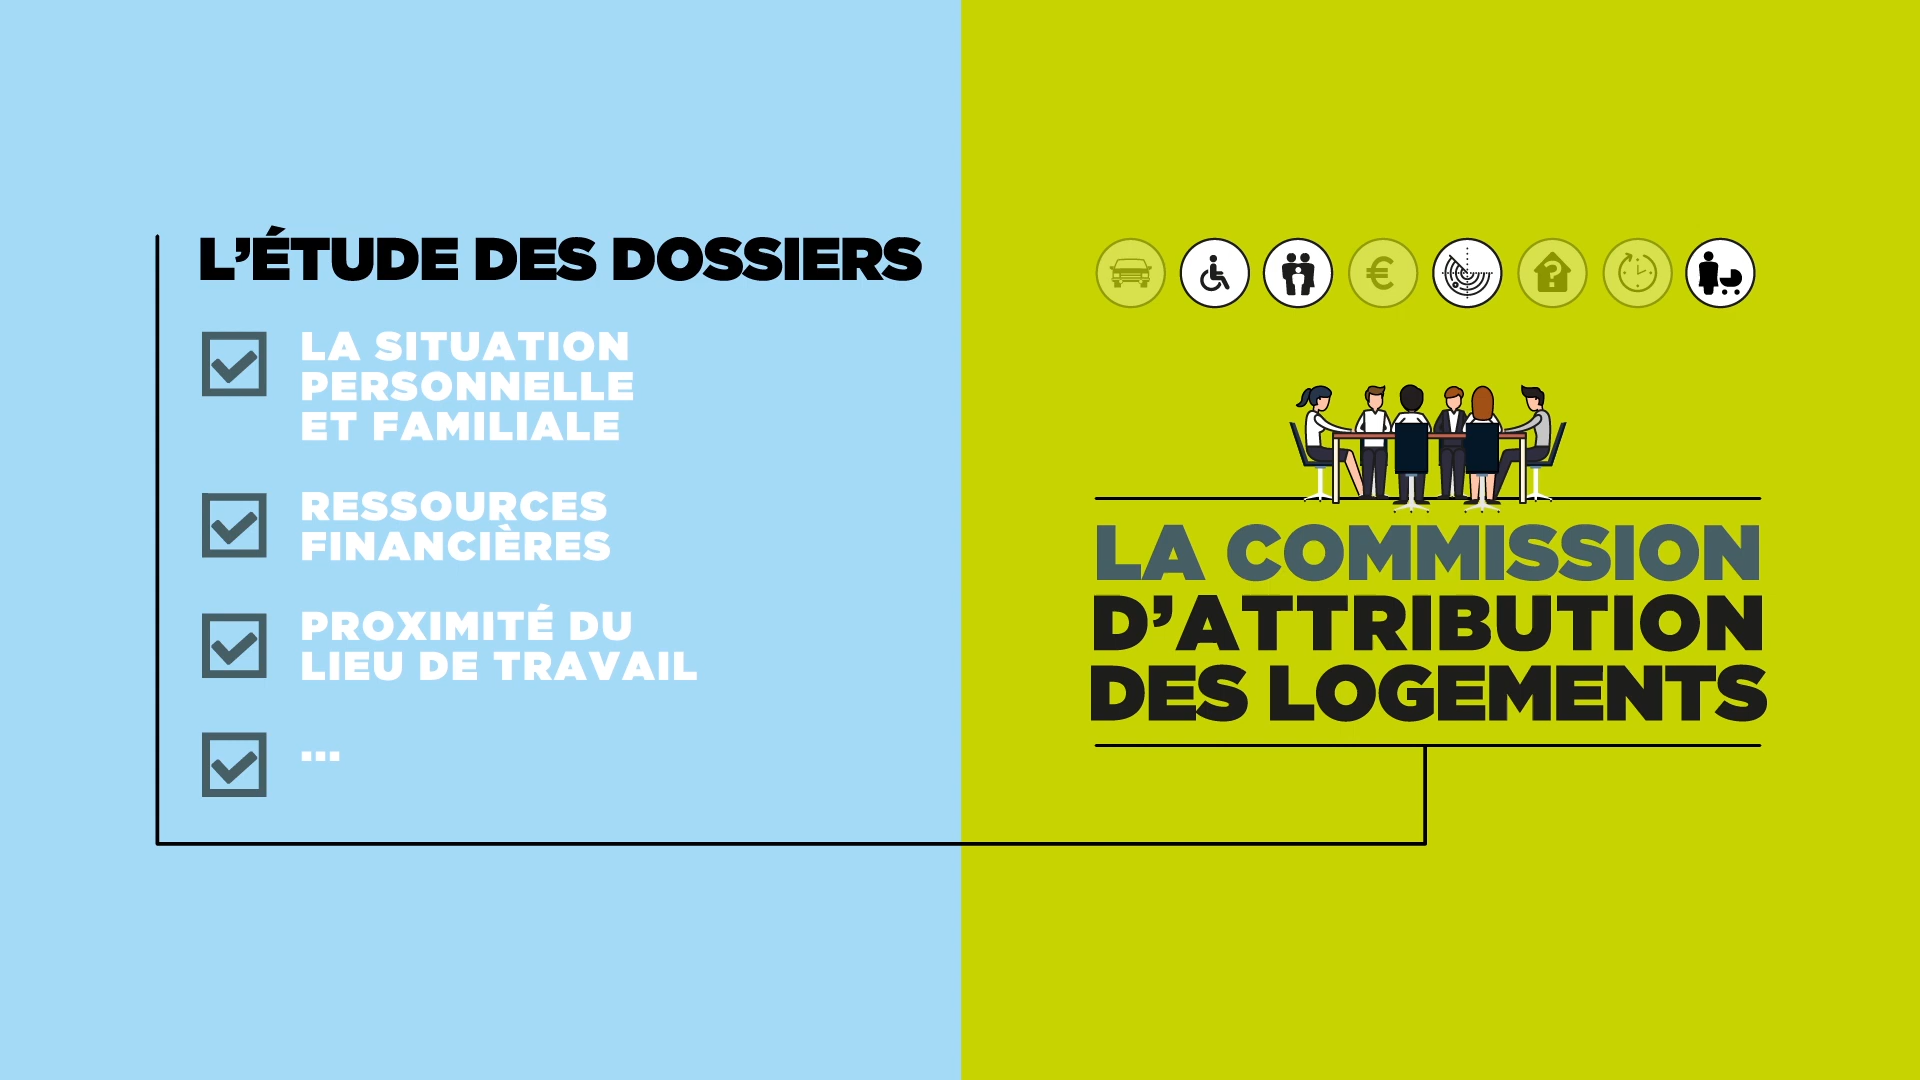 L’ÉTUDE DES DOSSIERS
LA SITUATION
PERSONNELLE
ET FAMILIALE
RESSOURCES
FINANCIÈRES
PROXIMITÉ DU
LIEU DE TRAVAIL
...
€
?
LA COMMISSION
D’ATTRIBUTION
DES LOGEMENTS